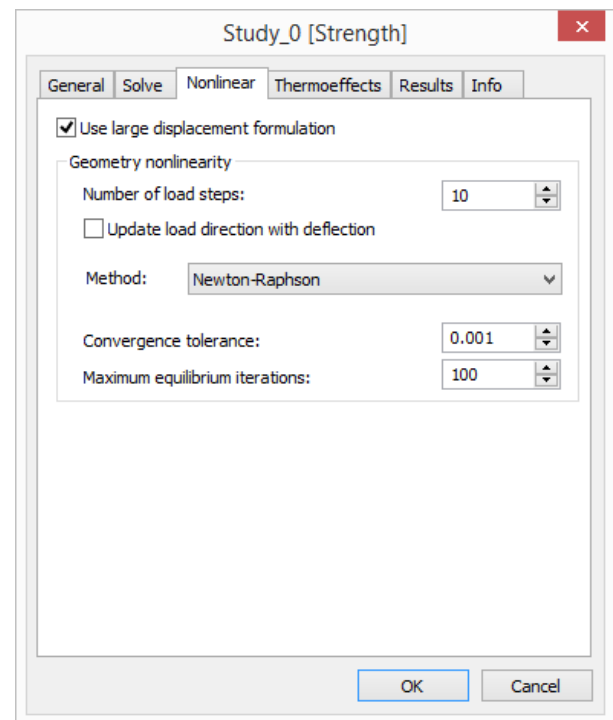 Study_0 [Strength]
General Solve Nonlinear Thermoeffects Results Info
Use large displacement formulation
Geometry nonlinearity
Number of load steps: 10
Update load direction with deflection
Method: Newton-Raphson
Convergence tolerance: 0.001
Maximum equilibrium iterations: 100
OK Cancel